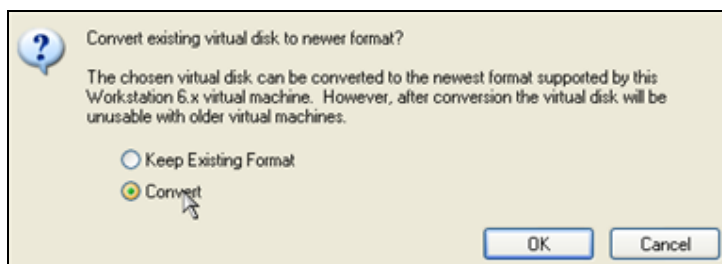 Convert existing virtual disk to newer format?
The chosen virtual disk can be converted to the newest format supported by this
Workstation 6.x virtual machine.  However, after conversion the virtual disk will be
unusable with older virtual machines.
Keep Existing Format
Convert
OK Cancel